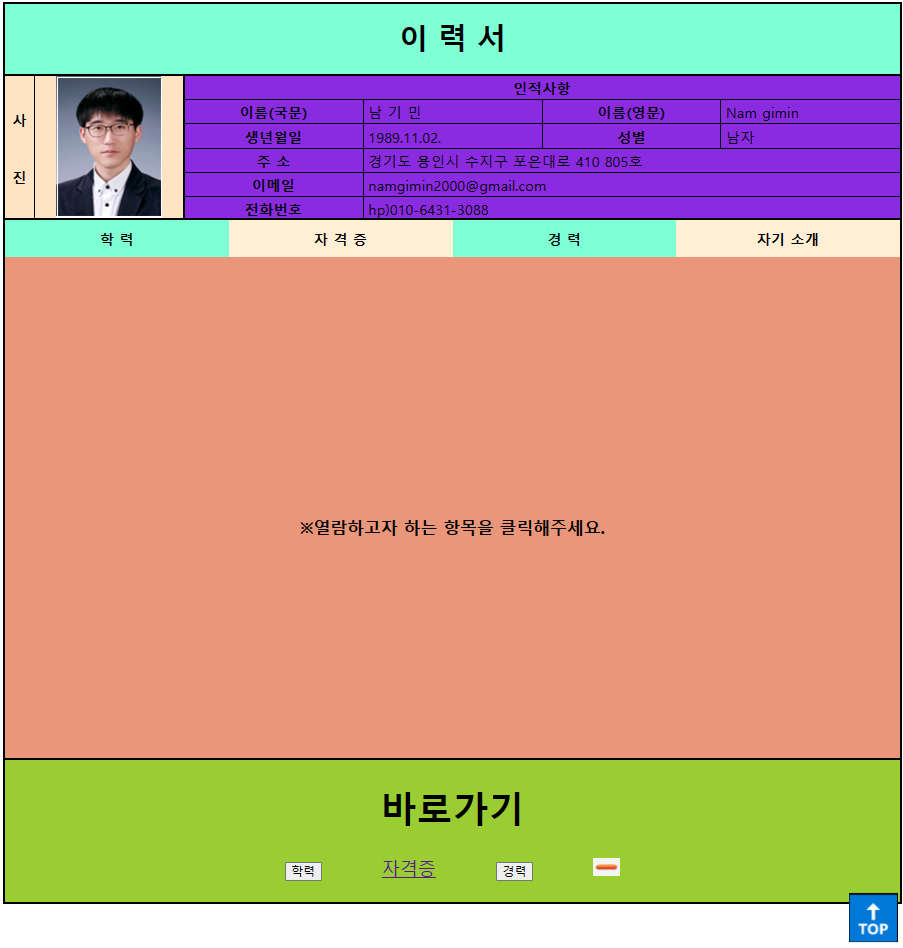 이 력 서
사
진
인적사항
이름(국문) 남 기 민 이름(영문) Nam gimin
생년월일 1989.11.02. 성별 남자
주 소 경기도 용인시 수지구 포은대로 410 805호
이메일 namgimin2000@gmail.com
전화번호 hp)010-6431-3088
학 력 자 격 증 경 력 자기 소개
※열람하고자 하는 항목을 클릭해주세요.
바로가기
학력 자격증 경력
TOP